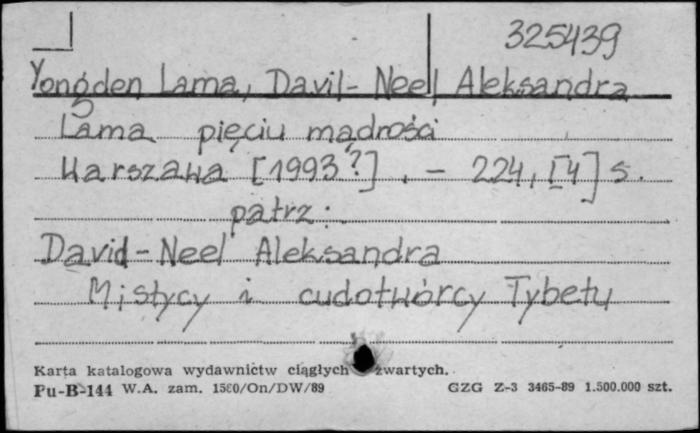 325439
Yongden Lama, David-Neel Aleksandra
Lama pięciu mądrości
Warszawa [1993?]. - 224, [4] s.
patrz:
David-Neel Aleksandra
Mistycy i cudotwórcy Tybetu
Karta katalogowa wydawnictw ciągłych zwartych.
Pu-B-144 W.A. zam. 1580/On/DW/89 GZG Z-3 3465-89 1.500.000 szt.